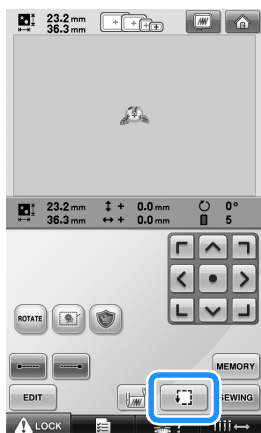 23.2 mm
36.3 mm
23.2 mm + 0.0 mm 0°
36.3 mm + 0.0 mm 5
ROTATE
MEMORY
EDIT
SEWING
LOCK ?